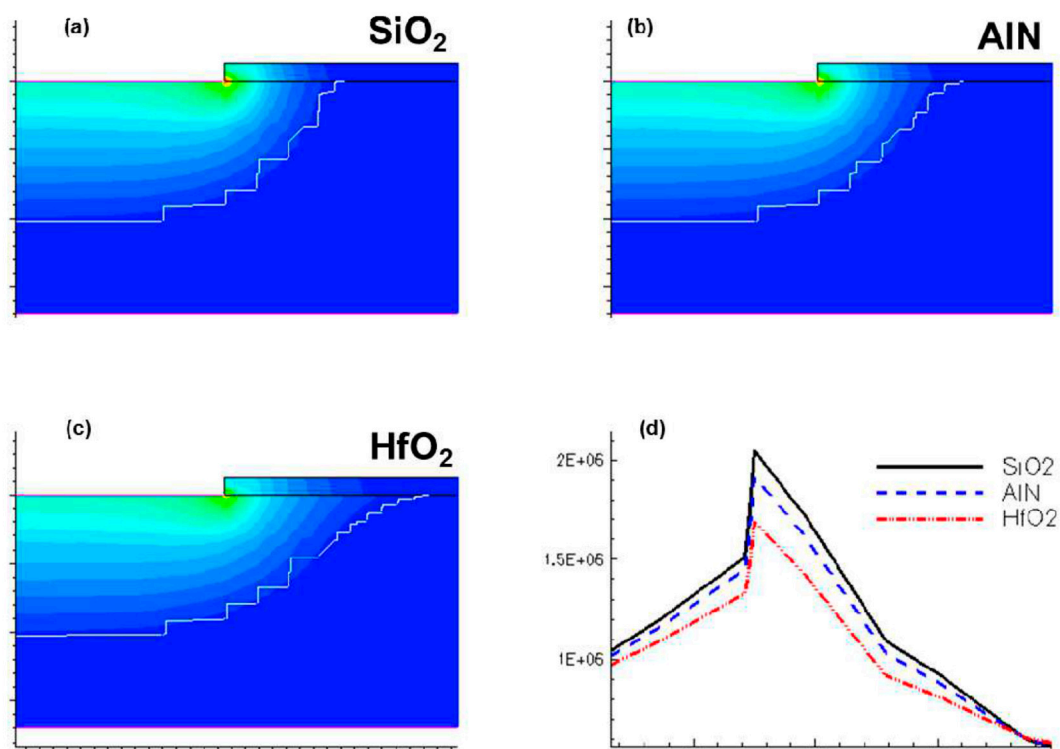 (a)
SiO₂
(b)
AlN
(c)
HfO₂
(d)
2E+06
1.5E+06
1E+06
SiO2
AlN
HfO2